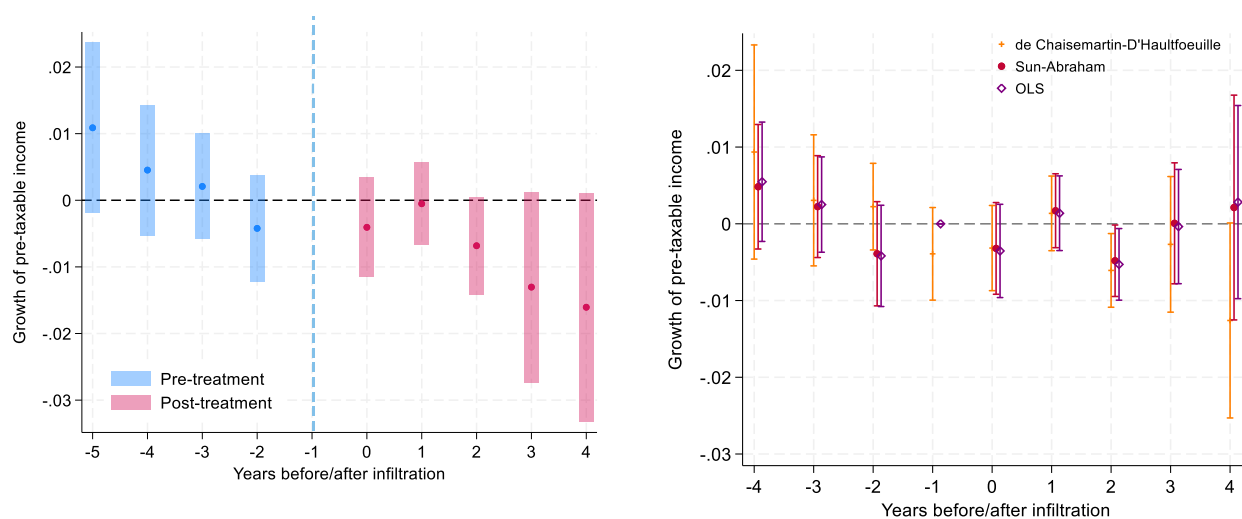 Growth of pre-taxable income
.02
.01
0
-.01
-.02
-.03
Pre-treatment
Post-treatment
-5 -4 -3 -2 -1 0 1 2 3 4
Years before/after infiltration
Growth of pre-taxable income
.02
.01
0
-.01
-.02
-.03
de Chaisemartin-D'Haultfoeuille
Sun-Abraham
OLS
-4 -3 -2 -1 0 1 2 3 4
Years before/after infiltration